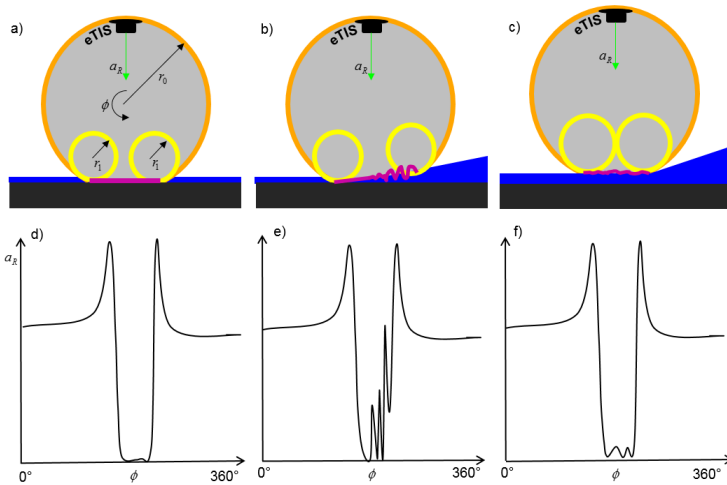 a)
eTIS
a_R
r_0
ϕ
r_1
r_1
b)
eTIS
a_R
c)
eTIS
a_R
d)
a_R
0°
ϕ
360°
e)
0°
ϕ
360°
f)
0°
ϕ
360°